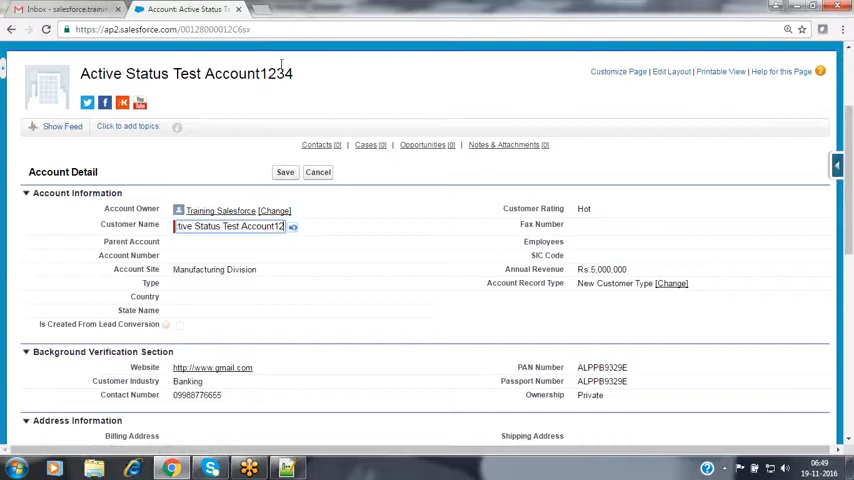 Inbox - salesforce.trainin
Account: Active Status T
https://ap2.salesforce.com/00128000012C6sx
Active Status Test Account1234
Customize Page | Edit Layout | Printable View | Help for this Page
You Tube
Show Feed Click to add topics:
Contacts [0] | Cases [0] | Opportunities [0] | Notes & Attachments [0]
Account Detail Save Cancel
Account Information
Account Owner Training Salesforce [Change] Customer Rating Hot
Customer Name tive Status Test Account12 Fax Number
Parent Account Employees
Account Number SIC Code
Account Site Manufacturing Division Annual Revenue Rs.5,000,000
Type Account Record Type New Customer Type [Change]
Country
State Name
Is Created From Lead Conversion
Background Verification Section
Website http://www.gmail.com PAN Number ALPPB9329E
Customer Industry Banking Passport Number ALPPB9329E
Contact Number 09988776655 Ownership Private
Address Information
Billing Address Shipping Address
06:49
19-11-2016